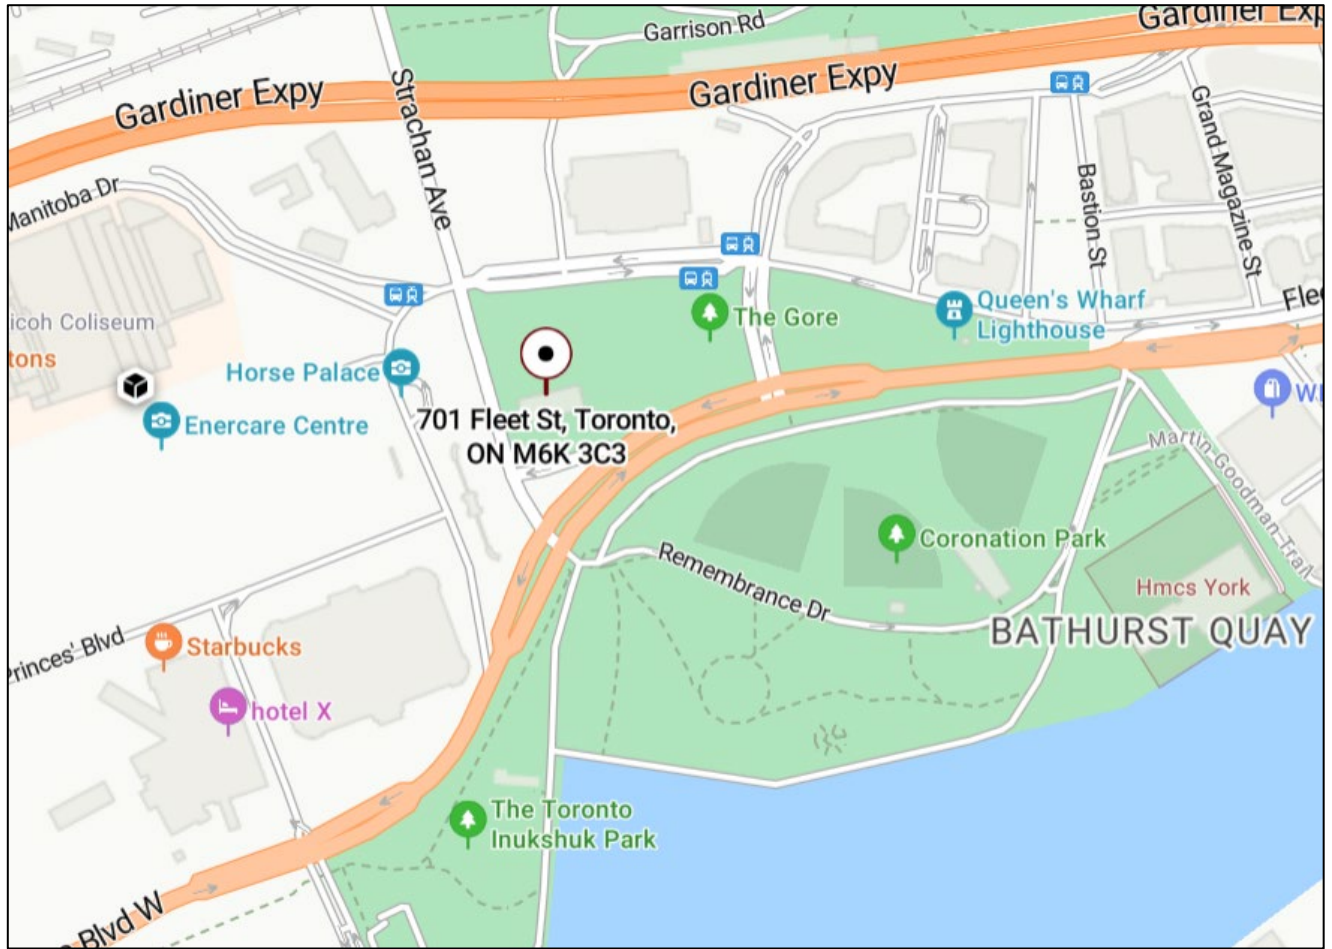 Gardiner Exp
Garrison Rd
Gardiner Expy
Gardiner Expy
Strachan Ave
Grand Magazine St
Manitoba Dr
Bastion St
Queen's Wharf
Lighthouse
Flee
The Gore
icoh Coliseum
tons
Horse Palace
Enercare Centre
701 Fleet St, Toronto,
ON M6K 3C3
W.
Martin Goodman Trail
Coronation Park
Remembrance Dr
Hmcs York
BATHURST QUAY
Princes' Blvd
Starbucks
hotel X
The Toronto
Inukshuk Park
Blvd W